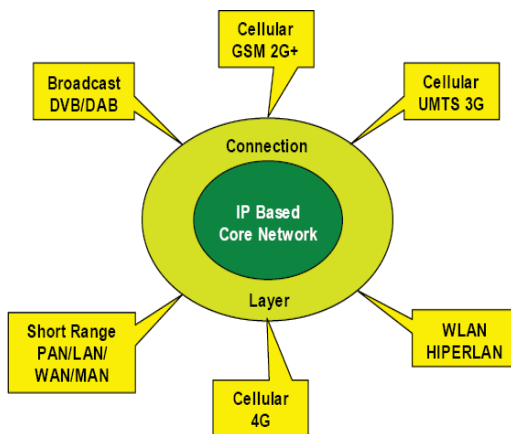 Cellular
GSM 2G+
Broadcast
DVB/DAB
Cellular
UMTS 3G
Connection
IP Based
Core Network
Layer
Short Range
PAN/LAN/
WAN/MAN
WLAN
HIPERLAN
Cellular
4G